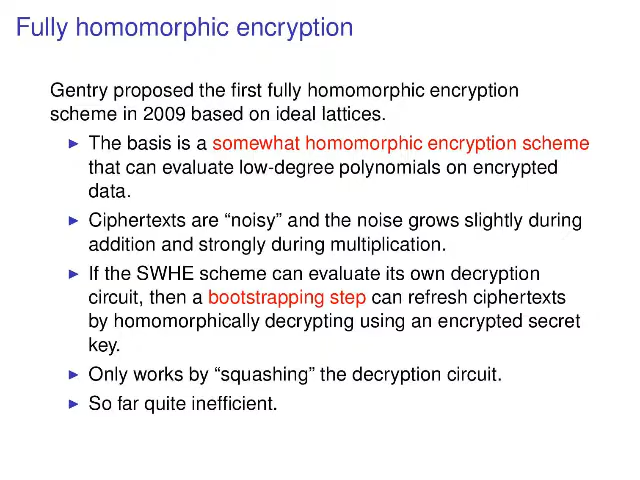 Fully homomorphic encryption
Gentry proposed the first fully homomorphic encryption
scheme in 2009 based on ideal lattices.
▶ The basis is a somewhat homomorphic encryption scheme
that can evaluate low-degree polynomials on encrypted
data.
▶ Ciphertexts are “noisy” and the noise grows slightly during
addition and strongly during multiplication.
▶ If the SWHE scheme can evaluate its own decryption
circuit, then a bootstrapping step can refresh ciphertexts
by homomorphically decrypting using an encrypted secret
key.
▶ Only works by “squashing” the decryption circuit.
▶ So far quite inefficient.